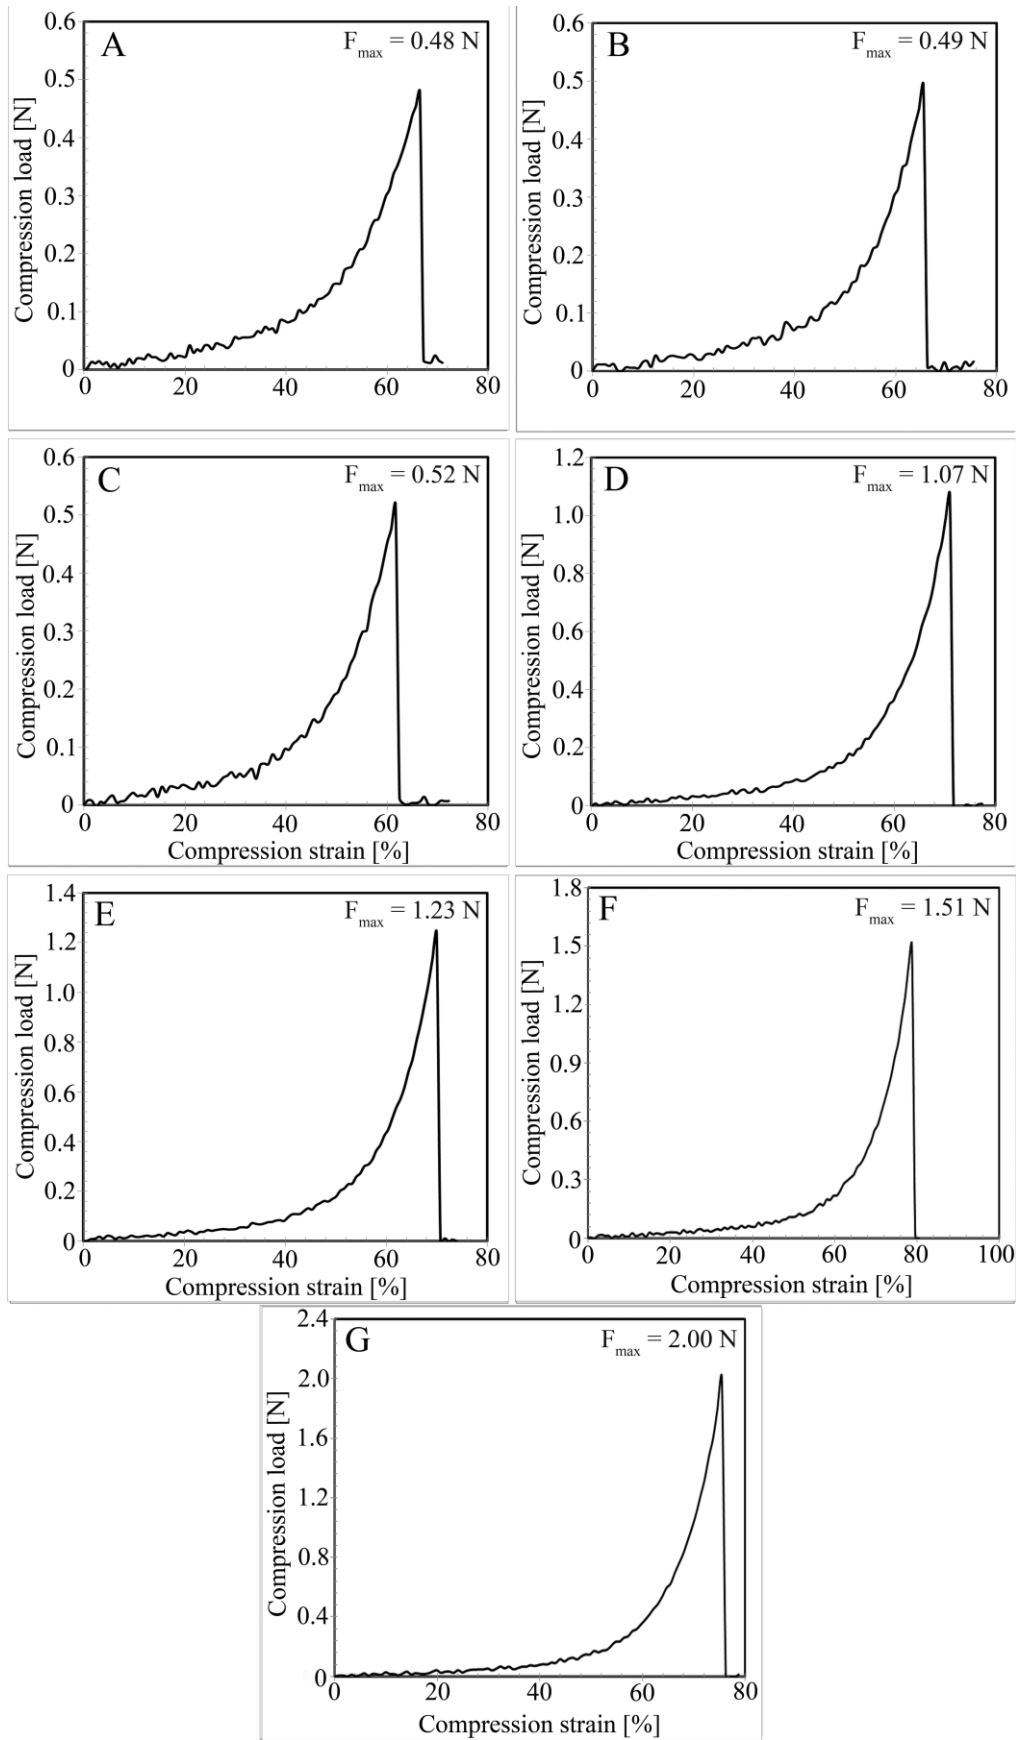 A
F_max = 0.48 N
Compression load [N]
0.6
0.5
0.4
0.3
0.2
0.1
0
0 20 40 60 80
B
F_max = 0.49 N
Compression load [N]
0.6
0.5
0.4
0.3
0.2
0.1
0
0 20 40 60 80
C
F_max = 0.52 N
Compression load [N]
0.6
0.5
0.4
0.3
0.2
0.1
0
0 20 40 60 80
Compression strain [%]
D
F_max = 1.07 N
Compression load [N]
1.2
1.0
0.8
0.6
0.4
0.2
0
0 20 40 60 80
Compression strain [%]
E
F_max = 1.23 N
Compression load [N]
1.4
1.2
1.0
0.8
0.6
0.4
0.2
0
0 20 40 60 80
Compression strain [%]
F
F_max = 1.51 N
Compression load [N]
1.8
1.5
1.2
0.9
0.6
0.3
0
0 20 40 60 80 100
Compression strain [%]
G
F_max = 2.00 N
Compression load [N]
2.4
2.0
1.6
1.2
0.8
0.4
0
0 20 40 60 80
Compression strain [%]